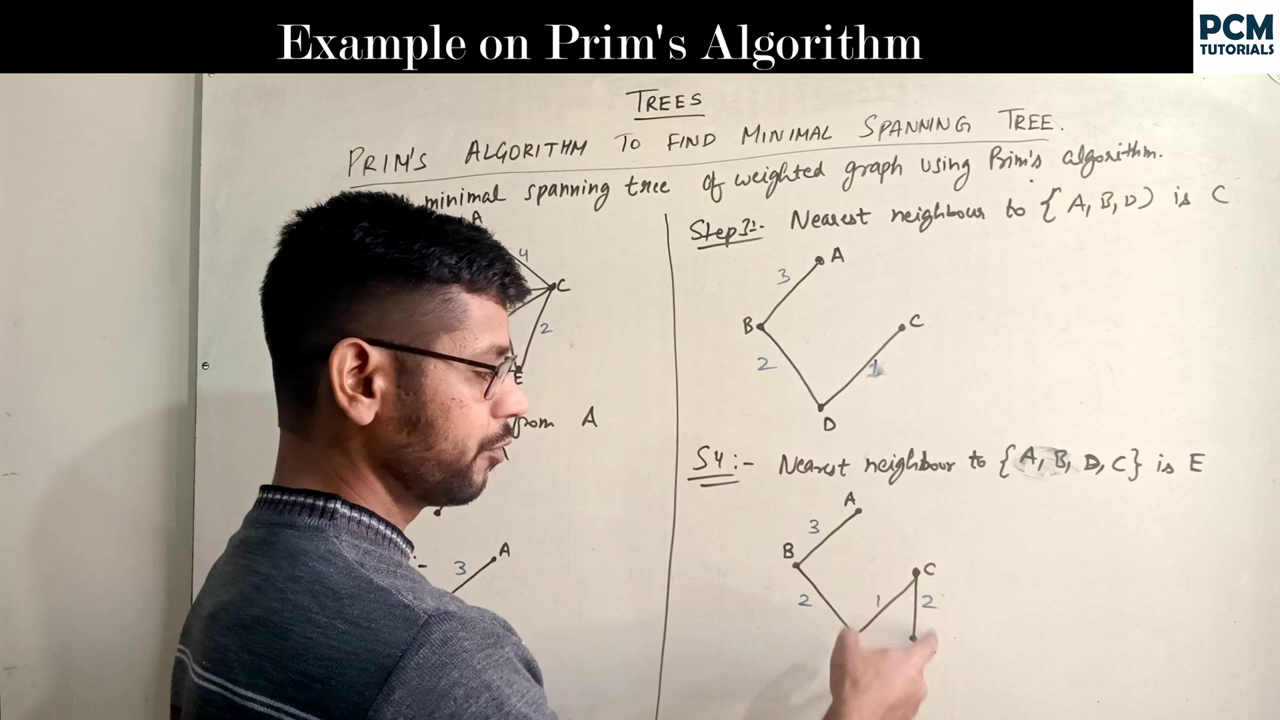 Example on Prim's Algorithm
PCM
TUTORIALS
TREES
PRIM'S ALGORITHM TO FIND MINIMAL SPANNING TREE.
minimal spanning tree of weighted graph using Prim's algorithm.
A
4
C
2
E
from A
3
A
Step3:- Nearest neighbour to { A, B, D } is C
A
3
B
C
2
1
D
S4:- Nearest neighbour to { A, B, D, C } is E
A
3
B
C
2
1
2